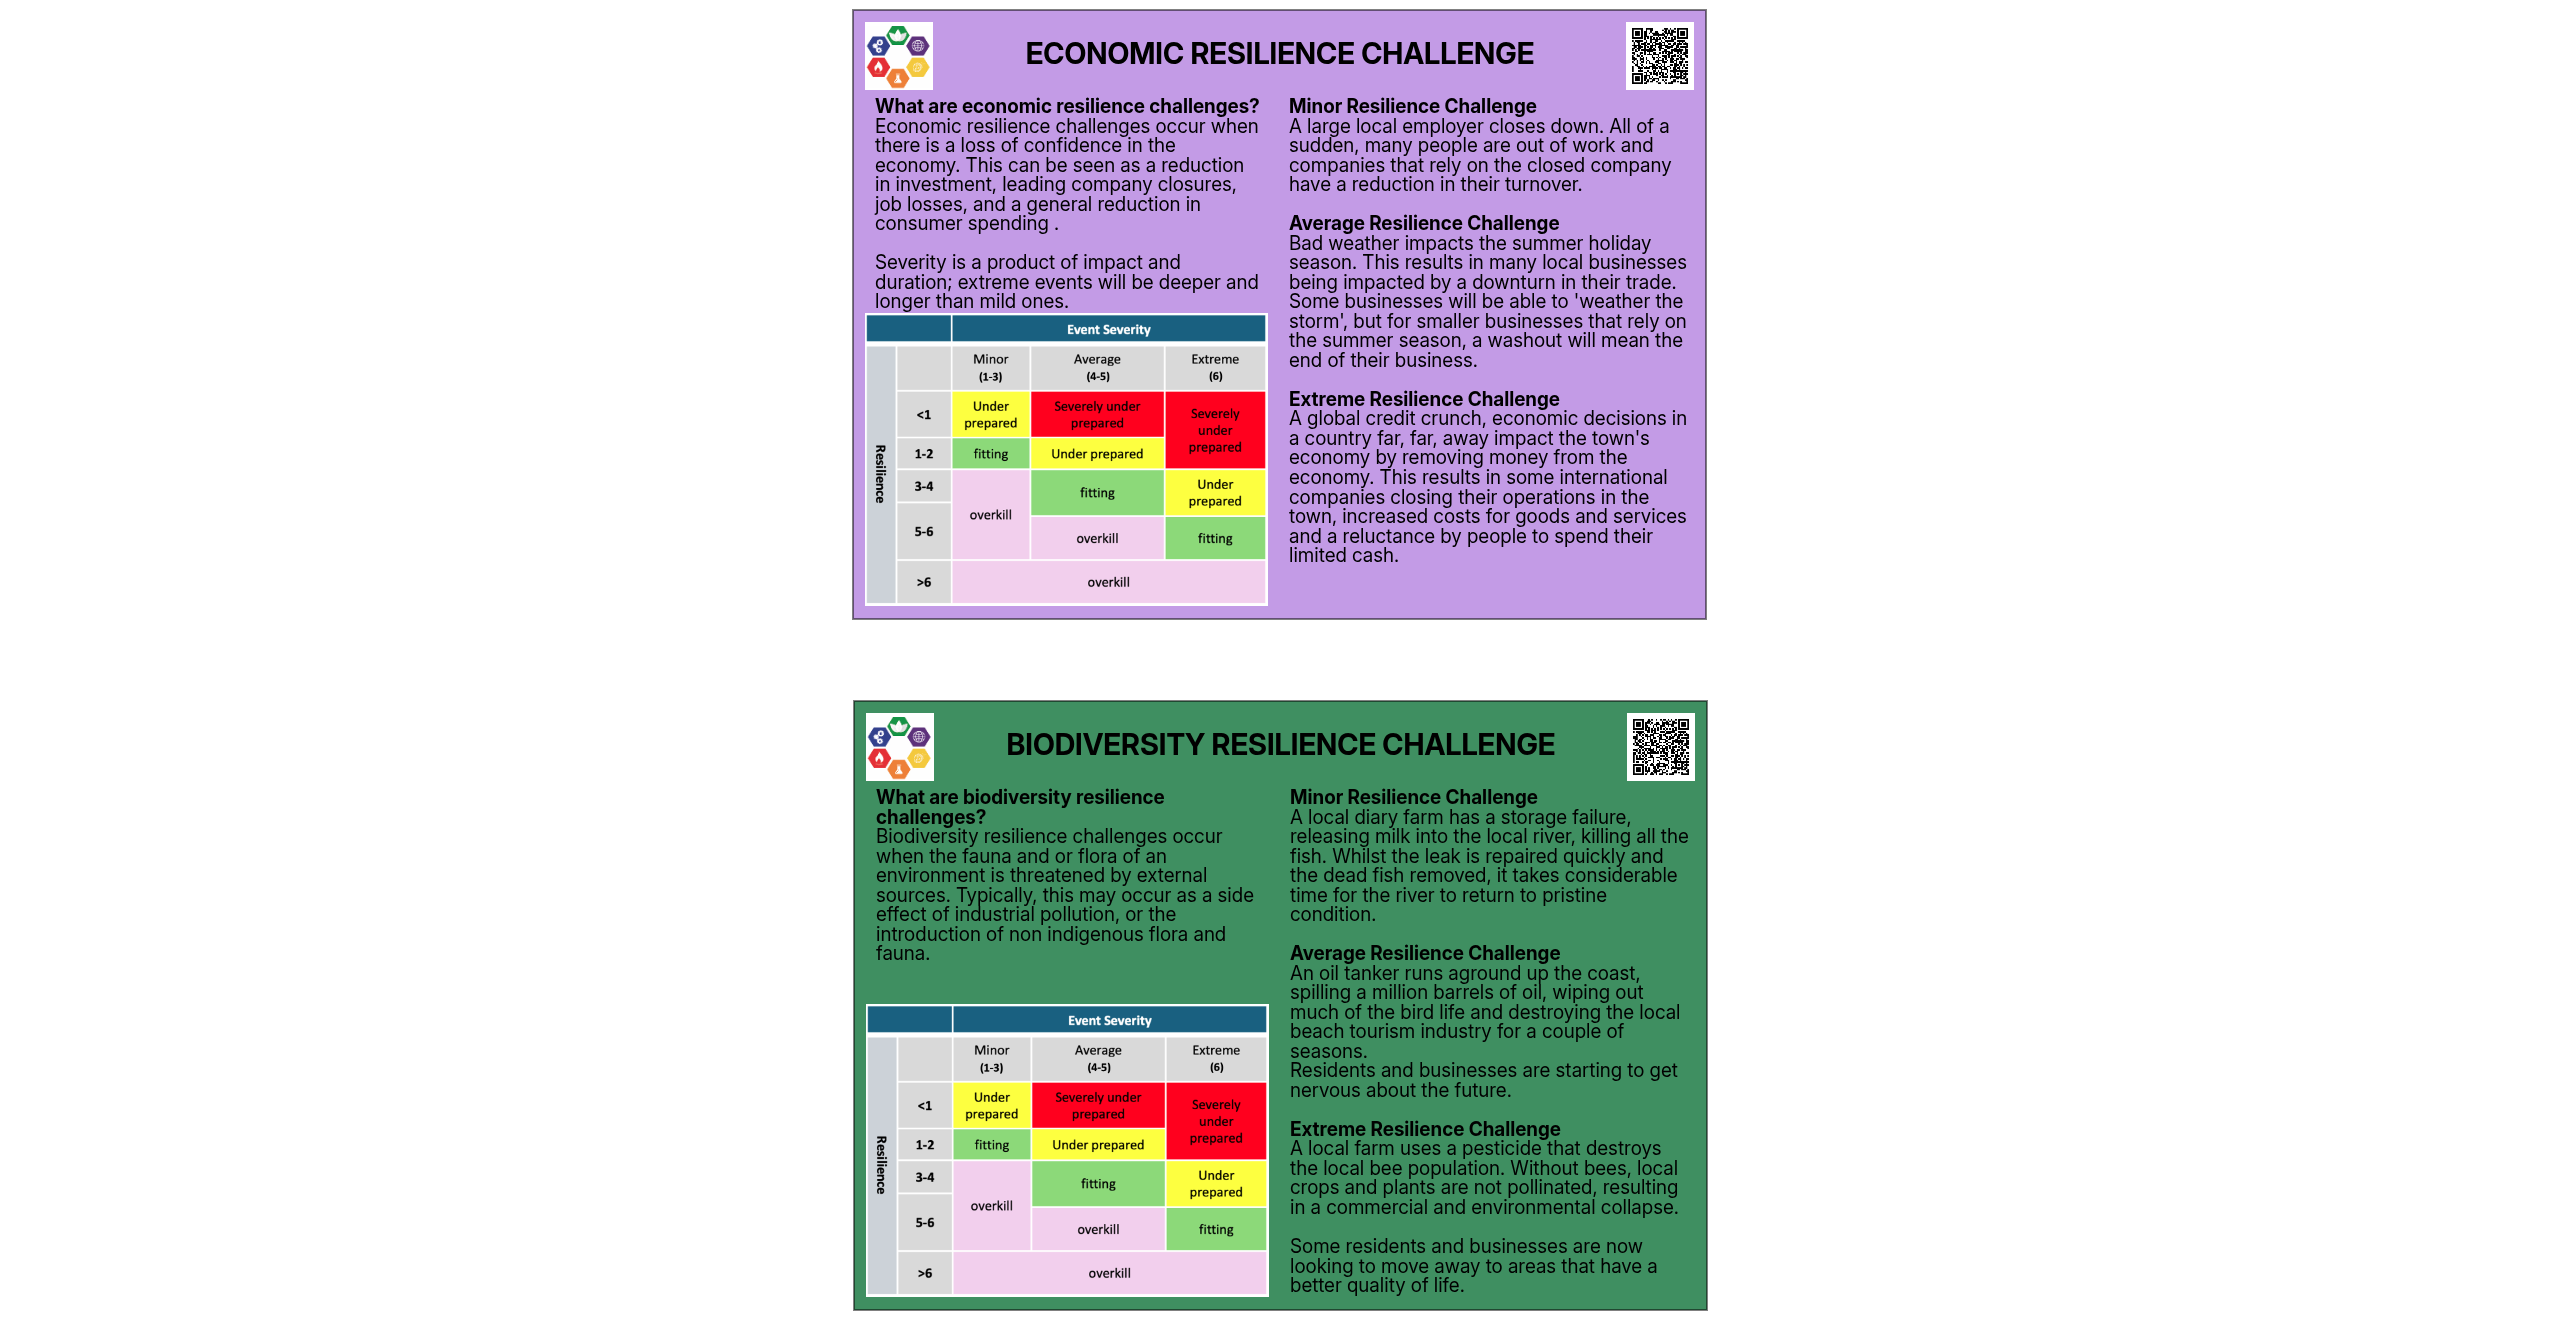 ECONOMIC RESILIENCE CHALLENGE
What are economic resilience challenges?
Economic resilience challenges occur when
there is a loss of confidence in the
economy. This can be seen as a reduction
in investment, leading company closures,
job losses, and a general reduction in
consumer spending .
Severity is a product of impact and
duration; extreme events will be deeper and
longer than mild ones.
Event Severity
Minor
(1-3)
Average
(4-5)
Extreme
(6)
Resilience
<1
Under
prepared
Severely under
prepared
Severely
under
prepared
1-2
fitting
Under prepared
3-4
overkill
fitting
Under
prepared
5-6
overkill
fitting
>6
overkill
Minor Resilience Challenge
A large local employer closes down. All of a
sudden, many people are out of work and
companies that rely on the closed company
have a reduction in their turnover.
Average Resilience Challenge
Bad weather impacts the summer holiday
season. This results in many local businesses
being impacted by a downturn in their trade.
Some businesses will be able to 'weather the
storm', but for smaller businesses that rely on
the summer season, a washout will mean the
end of their business.
Extreme Resilience Challenge
A global credit crunch, economic decisions in
a country far, far, away impact the town's
economy by removing money from the
economy. This results in some international
companies closing their operations in the
town, increased costs for goods and services
and a reluctance by people to spend their
limited cash.
BIODIVERSITY RESILIENCE CHALLENGE
What are biodiversity resilience
challenges?
Biodiversity resilience challenges occur
when the fauna and or flora of an
environment is threatened by external
sources. Typically, this may occur as a side
effect of industrial pollution, or the
introduction of non indigenous flora and
fauna.
Event Severity
Minor
(1-3)
Average
(4-5)
Extreme
(6)
Resilience
<1
Under
prepared
Severely under
prepared
Severely
under
prepared
1-2
fitting
Under prepared
3-4
overkill
fitting
Under
prepared
5-6
overkill
fitting
>6
overkill
Minor Resilience Challenge
A local diary farm has a storage failure,
releasing milk into the local river, killing all the
fish. Whilst the leak is repaired quickly and
the dead fish removed, it takes considerable
time for the river to return to pristine
condition.
Average Resilience Challenge
An oil tanker runs aground up the coast,
spilling a million barrels of oil, wiping out
much of the bird life and destroying the local
beach tourism industry for a couple of
seasons.
Residents and businesses are starting to get
nervous about the future.
Extreme Resilience Challenge
A local farm uses a pesticide that destroys
the local bee population. Without bees, local
crops and plants are not pollinated, resulting
in a commercial and environmental collapse.
Some residents and businesses are now
looking to move away to areas that have a
better quality of life.